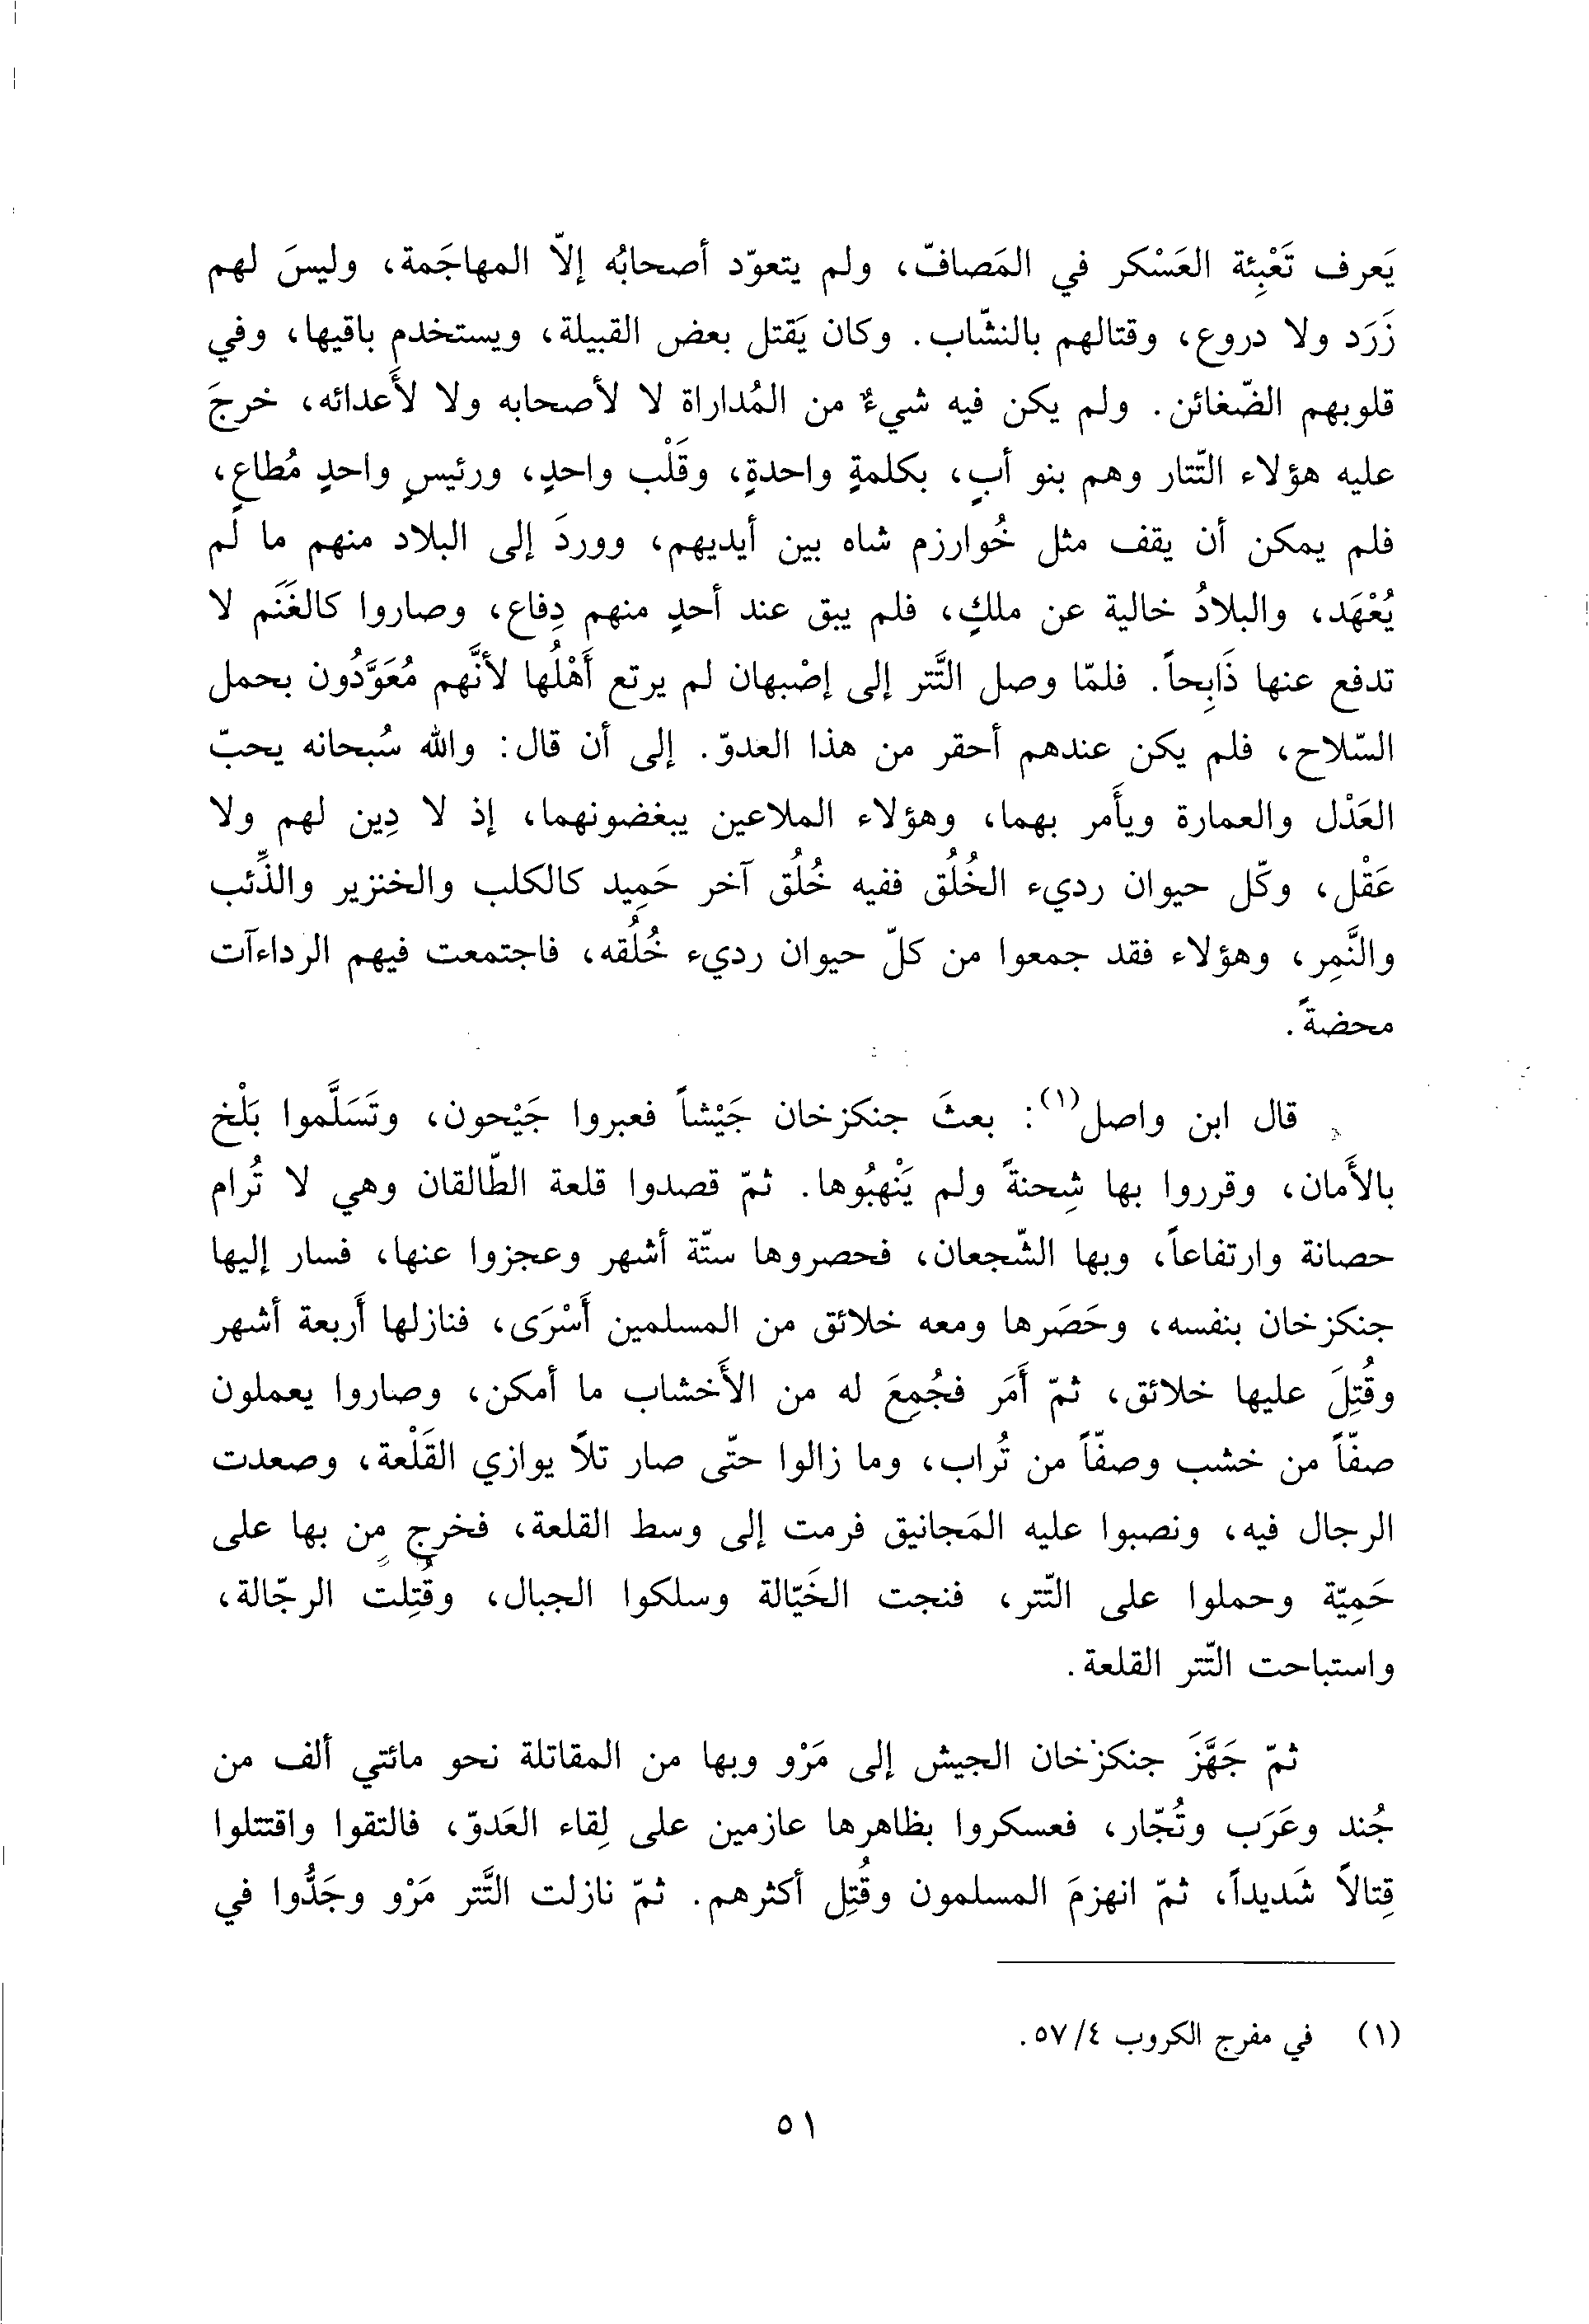 يَعرف تَعْبِئة العَسْكر في المَصافّ، ولم يتعوّد أصحابُه إلاّ المهاجَمة، وليسَ لهم
زَرَد ولا دروع، وقتالهم بالنشّاب. وكان يَقتل بعض القبيلة، ويستخدم باقيها، وفي
قلوبهم الضّغائن. ولم يكن فيه شيءٌ من المُداراة لا لأصحابه ولا لأَعدائه، خرجَ
عليه هؤلاء التّتار وهم بنو أبٍ، بكلمةٍ واحدةٍ، وقَلْب واحدٍ، ورئيسٍ واحدٍ مُطاعٍ،
فلم يمكن أن يقف مثل خُوارزم شاه بين أيديهم، ووردَ إلى البلاد منهم ما لم
يُعْهَد، والبلادُ خالية عن ملكٍ، فلم يبق عند أحدٍ منهم دِفاع، وصاروا كالغَنَم لا
تدفع عنها ذَابِحاً. فلمّا وصل التَّتر إلى إصْبهان لم يرتع أَهْلُها لأنَّهم مُعَوَّدُون بحمل
السّلاح، فلم يكن عندهم أحقر من هذا العدوّ. إلى أن قال: والله سُبحانه يحبّ
العَدْل والعمارة ويأَمر بهما، وهؤلاء الملاعين يبغضونهما، إذ لا دِين لهم ولا
عَقْل، وكّل حيوان رديء الخُلُق ففيه خُلُق آخر حَمِيد كالكلب والخنزير والذِّئب
والنَّمِر، وهؤلاء فقد جمعوا من كلّ حيوان رديء خُلُقه، فاجتمعت فيهم الرداءآت
محضةً.
قال ابن واصل(١): بعثَ جنكزخان جَيْشاً فعبروا جَيْحون، وتَسَلَّموا بَلْخ
بالأَمان، وقرروا بها شِحنةً ولم يَنْهبُوها. ثمّ قصدوا قلعة الطّالقان وهي لا تُرام
حصانة وارتفاعاً، وبها الشّجعان، فحصروها ستّة أشهر وعجزوا عنها، فسار إليها
جنكزخان بنفسه، وحَصَرها ومعه خلائق من المسلمين أَسْرَى، فنازلها أَربعة أشهر
وقُتِلَ عليها خلائق، ثمّ أَمَر فجُمِعَ له من الأَخشاب ما أمكن، وصاروا يعملون
صفّاً من خشب وصفّاً من تُراب، وما زالوا حتّى صار تلاً يوازي القَلْعة، وصعدت
الرجال فيه، ونصبوا عليه المَجانيق فرمت إلى وسط القلعة، فخرج مِن بها على
حَمِيّة وحملوا على التّتر، فنجت الخَيّالة وسلكوا الجبال، وقُتِلت الرجّالة،
واستباحت التّتر القلعة.
ثمّ جَهَّزَ جنكزخان الجيش إلى مَرْو وبها من المقاتلة نحو مائتي ألف من
جُند وعَرَب وتُجّار، فعسكروا بظاهرها عازمين على لِقاء العَدوّ، فالتقوا واقتتلوا
قِتالاً شَديداً، ثمّ انهزمَ المسلمون وقُتِل أكثرهم. ثمّ نازلت التَّتر مَرْو وجَدُّوا في
(١) في مفرج الكروب ٤/ ٥٧.
٥١